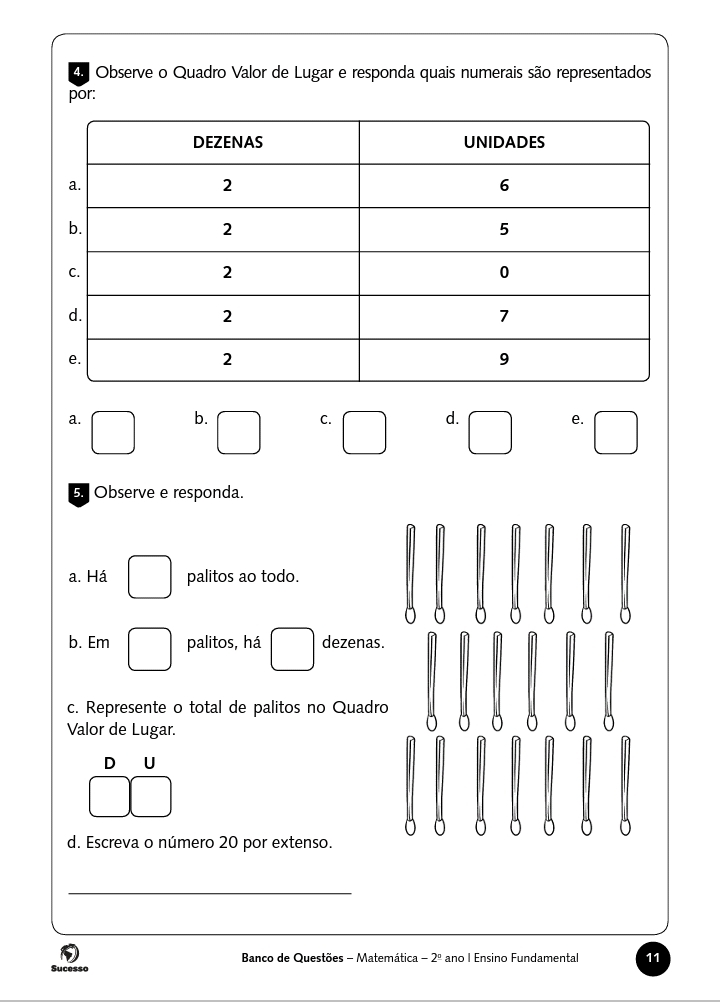 4. Observe o Quadro Valor de Lugar e responda quais numerais são representados
por:
DEZENAS UNIDADES
a. 2 6
b. 2 5
c. 2 0
d. 2 7
e. 2 9
a. b. c. d. e.
5. Observe e responda.
a. Há palitos ao todo.
b. Em palitos, há dezenas.
c. Represente o total de palitos no Quadro
Valor de Lugar.
D U
d. Escreva o número 20 por extenso.
Sucesso
Banco de Questões – Matemática – 2º ano l Ensino Fundamental
11